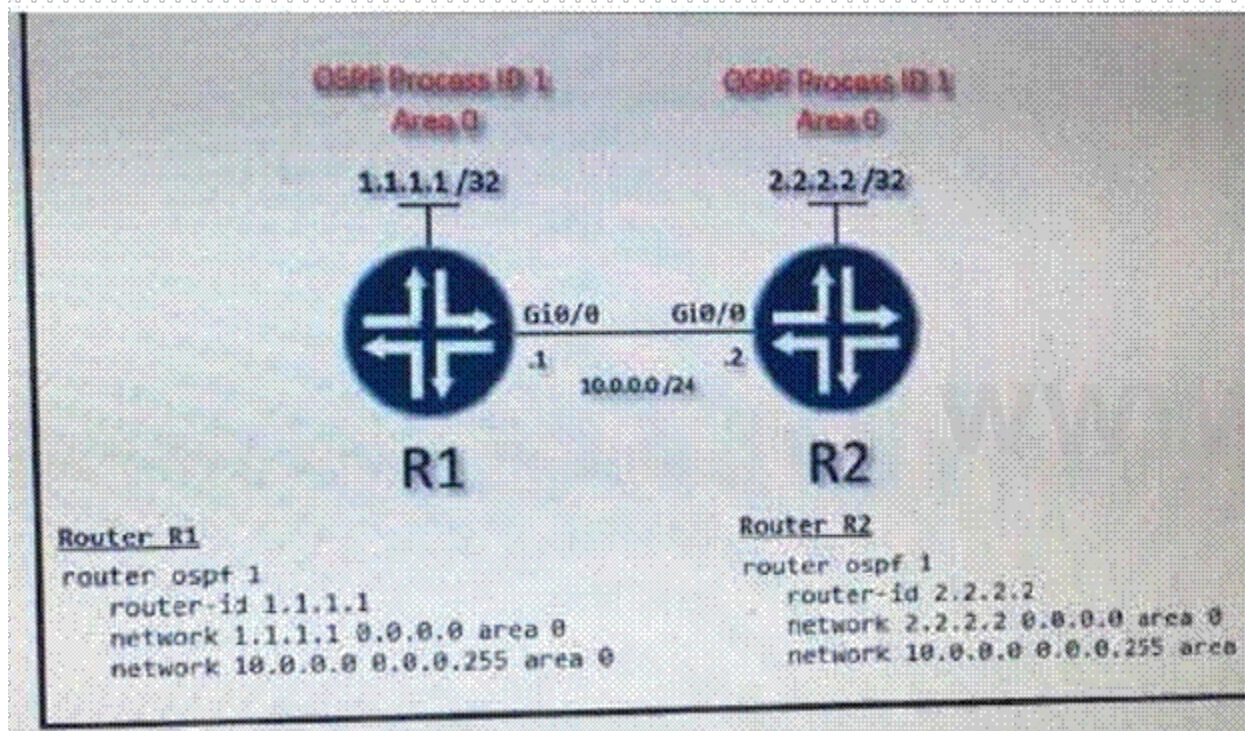 OSPF Process ID 1
Area 0
OSPF Process ID 1
Area 0
1.1.1.1/32
2.2.2.2/32
Gi0/0
Gi0/0
.1
.2
10.0.0.0/24
R1
R2
Router R1
router ospf 1
router-id 1.1.1.1
network 1.1.1.1 0.0.0.0 area 0
network 10.0.0.0 0.0.0.255 area 0
Router R2
router ospf 1
router-id 2.2.2.2
network 2.2.2.2 0.0.0.0 area 0
network 10.0.0.0 0.0.0.255 area